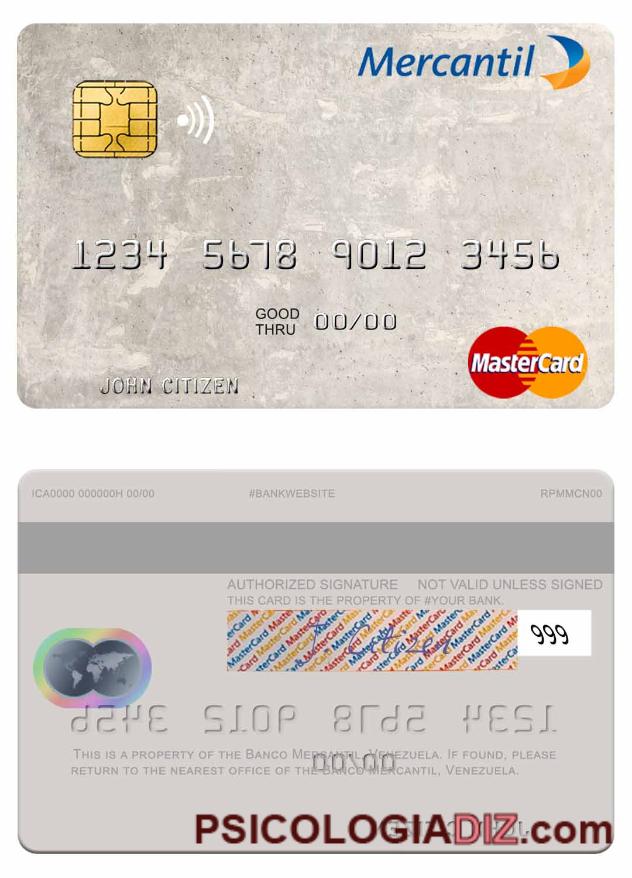 Mercantil
1234 5678 9012 3456
GOOD THRU 00/00
JOHN CITIZEN
MasterCard
ICA0000 000000H 00/00 #BANKWEBSITE RPMMCN00
AUTHORIZED SIGNATURE NOT VALID UNLESS SIGNED
THIS CARD IS THE PROPERTY OF #YOUR BANK.
J. Citizen 999
THIS IS A PROPERTY OF THE BANCO MERCANTIL, VENEZUELA. IF FOUND, PLEASE
RETURN TO THE NEAREST OFFICE OF THE BANCO MERCANTIL, VENEZUELA.
PSICOLOGIADIZ.com